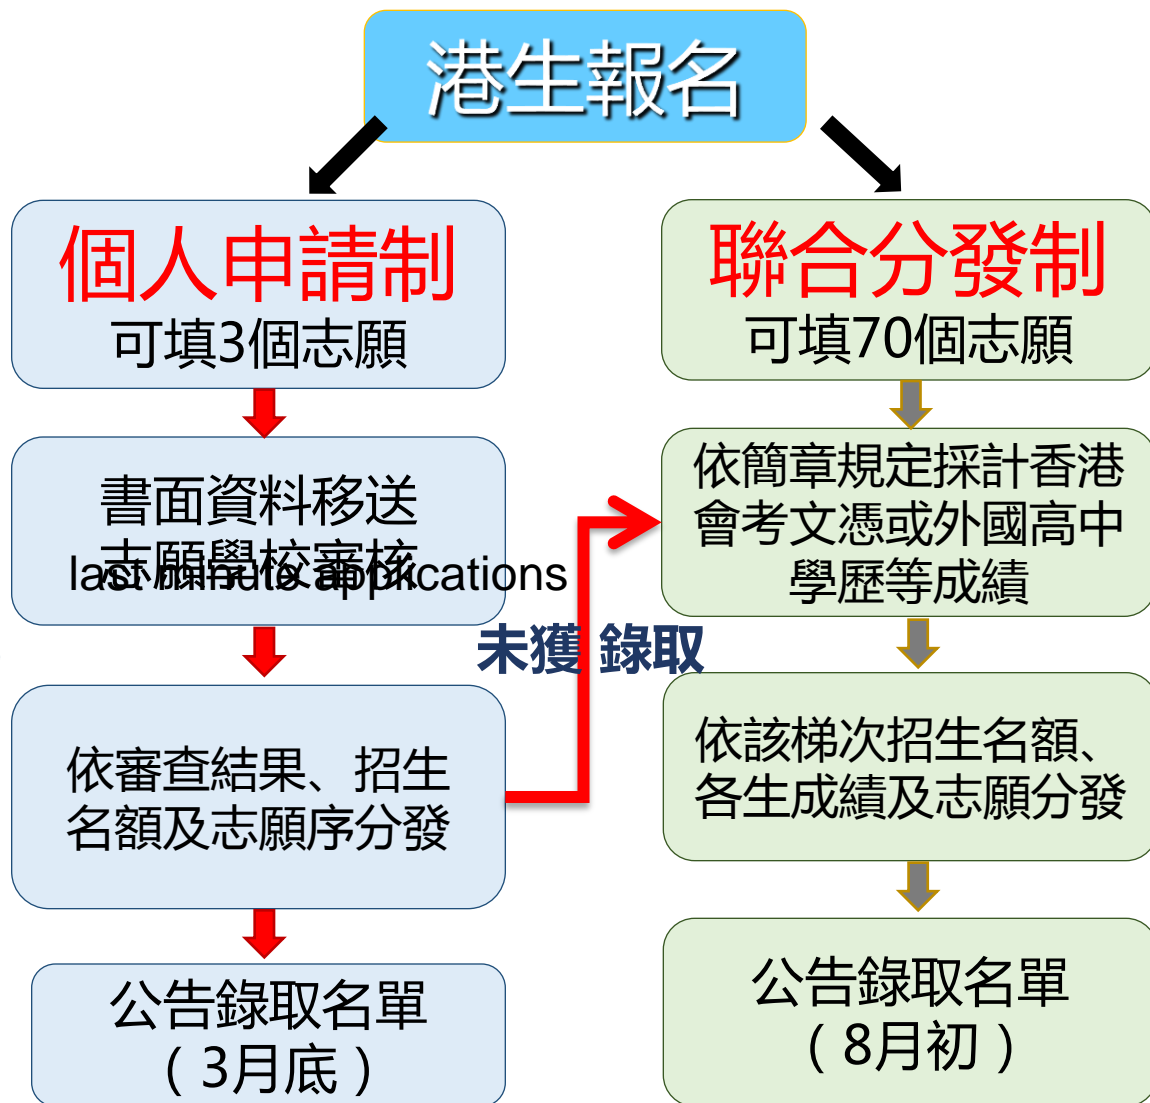 港生報名
個人申請制
可填3個志願
書面資料移送
志願學校審核
last minute applications
依審查結果、招生
名額及志願序分發
公告錄取名單
(3月底)
未獲 錄取
聯合分發制
可填70個志願
依簡章規定採計香港
會考文憑或外國高中
學歷等成績
依該梯次招生名額、
各生成績及志願分發
公告錄取名單
(8月初)